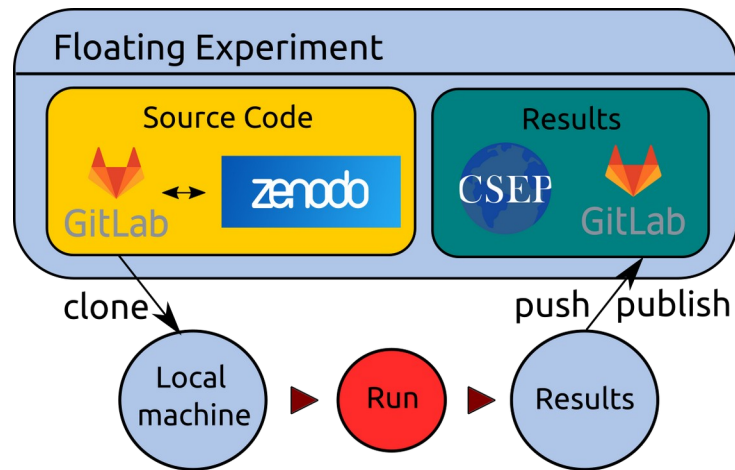 Floating Experiment
Source Code
GitLab
zenodo
Results
CSEP
GitLab
clone
push publish
Local
machine
Run
Results